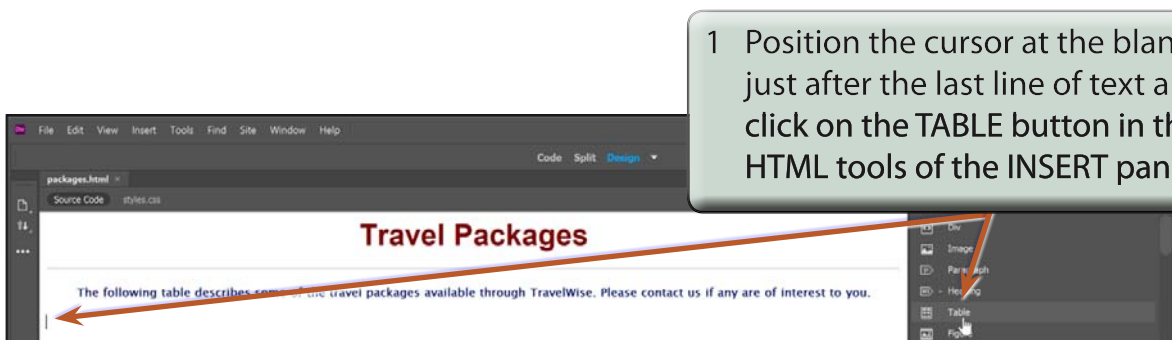 1 Position the cursor at the blan
just after the last line of text a
click on the TABLE button in th
HTML tools of the INSERT pan
File Edit View Insert Tools Find Site Window Help
Code Split Design
packages.html ×
Source Code styles.css
Travel Packages
The following table describes some of the travel packages available through TravelWise. Please contact us if any are of interest to you.
Div
Image
Paragraph
Heading
Table
Figure